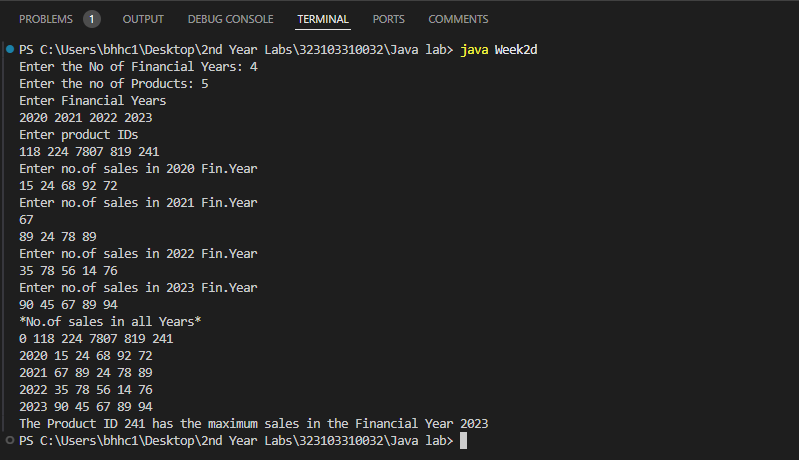 PROBLEMS 1 OUTPUT DEBUG CONSOLE TERMINAL PORTS COMMENTS
PS C:\Users\bhhc1\Desktop\2nd Year Labs\323103310032\Java lab> java Week2d
Enter the No of Financial Years: 4
Enter the no of Products: 5
Enter Financial Years
2020 2021 2022 2023
Enter product IDs
118 224 7807 819 241
Enter no.of sales in 2020 Fin.Year
15 24 68 92 72
Enter no.of sales in 2021 Fin.Year
67
89 24 78 89
Enter no.of sales in 2022 Fin.Year
35 78 56 14 76
Enter no.of sales in 2023 Fin.Year
90 45 67 89 94
*No.of sales in all Years*
0 118 224 7807 819 241
2020 15 24 68 92 72
2021 67 89 24 78 89
2022 35 78 56 14 76
2023 90 45 67 89 94
The Product ID 241 has the maximum sales in the Financial Year 2023
PS C:\Users\bhhc1\Desktop\2nd Year Labs\323103310032\Java lab>